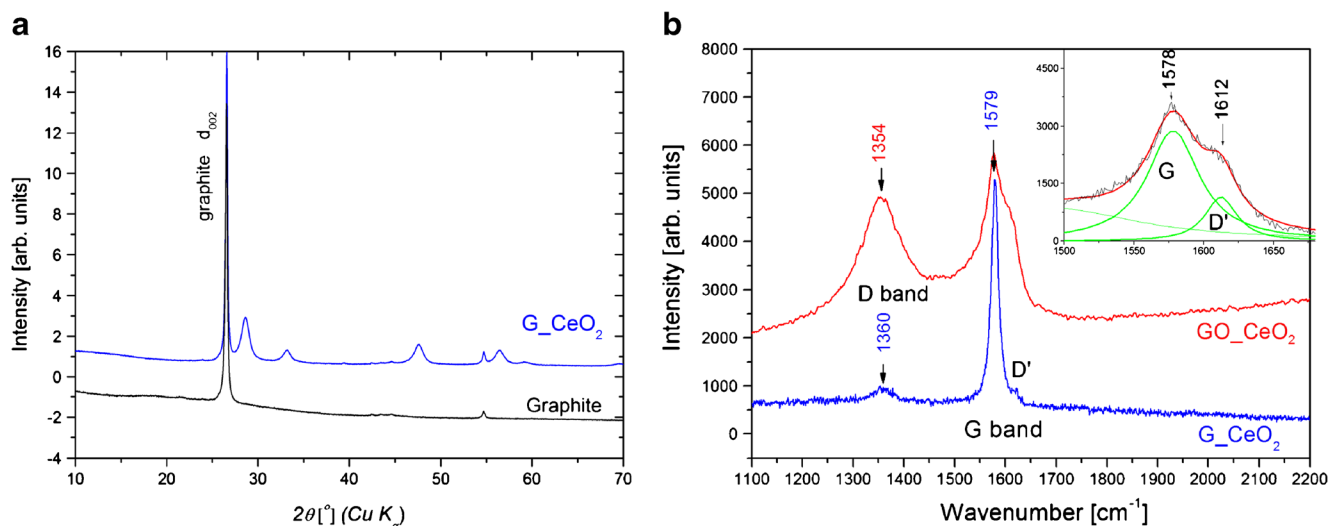 a
16
14
12
10
8
6
4
2
0
-2
-4
Intensity [arb. units]
graphite d₀₀₂
G_CeO₂
Graphite
10 20 30 40 50 60 70
2θ [°] (Cu Kα)
b
8000
7000
6000
5000
4000
3000
2000
1000
0
Intensity [arb. units]
1354
1579
1360
D band
D'
G band
GO_CeO₂
G_CeO₂
1100 1200 1300 1400 1500 1600 1700 1800 1900 2000 2100 2200
Wavenumber [cm⁻¹]
4500
3000
1500
0
1578
1612
G
D'
1500 1550 1600 1650